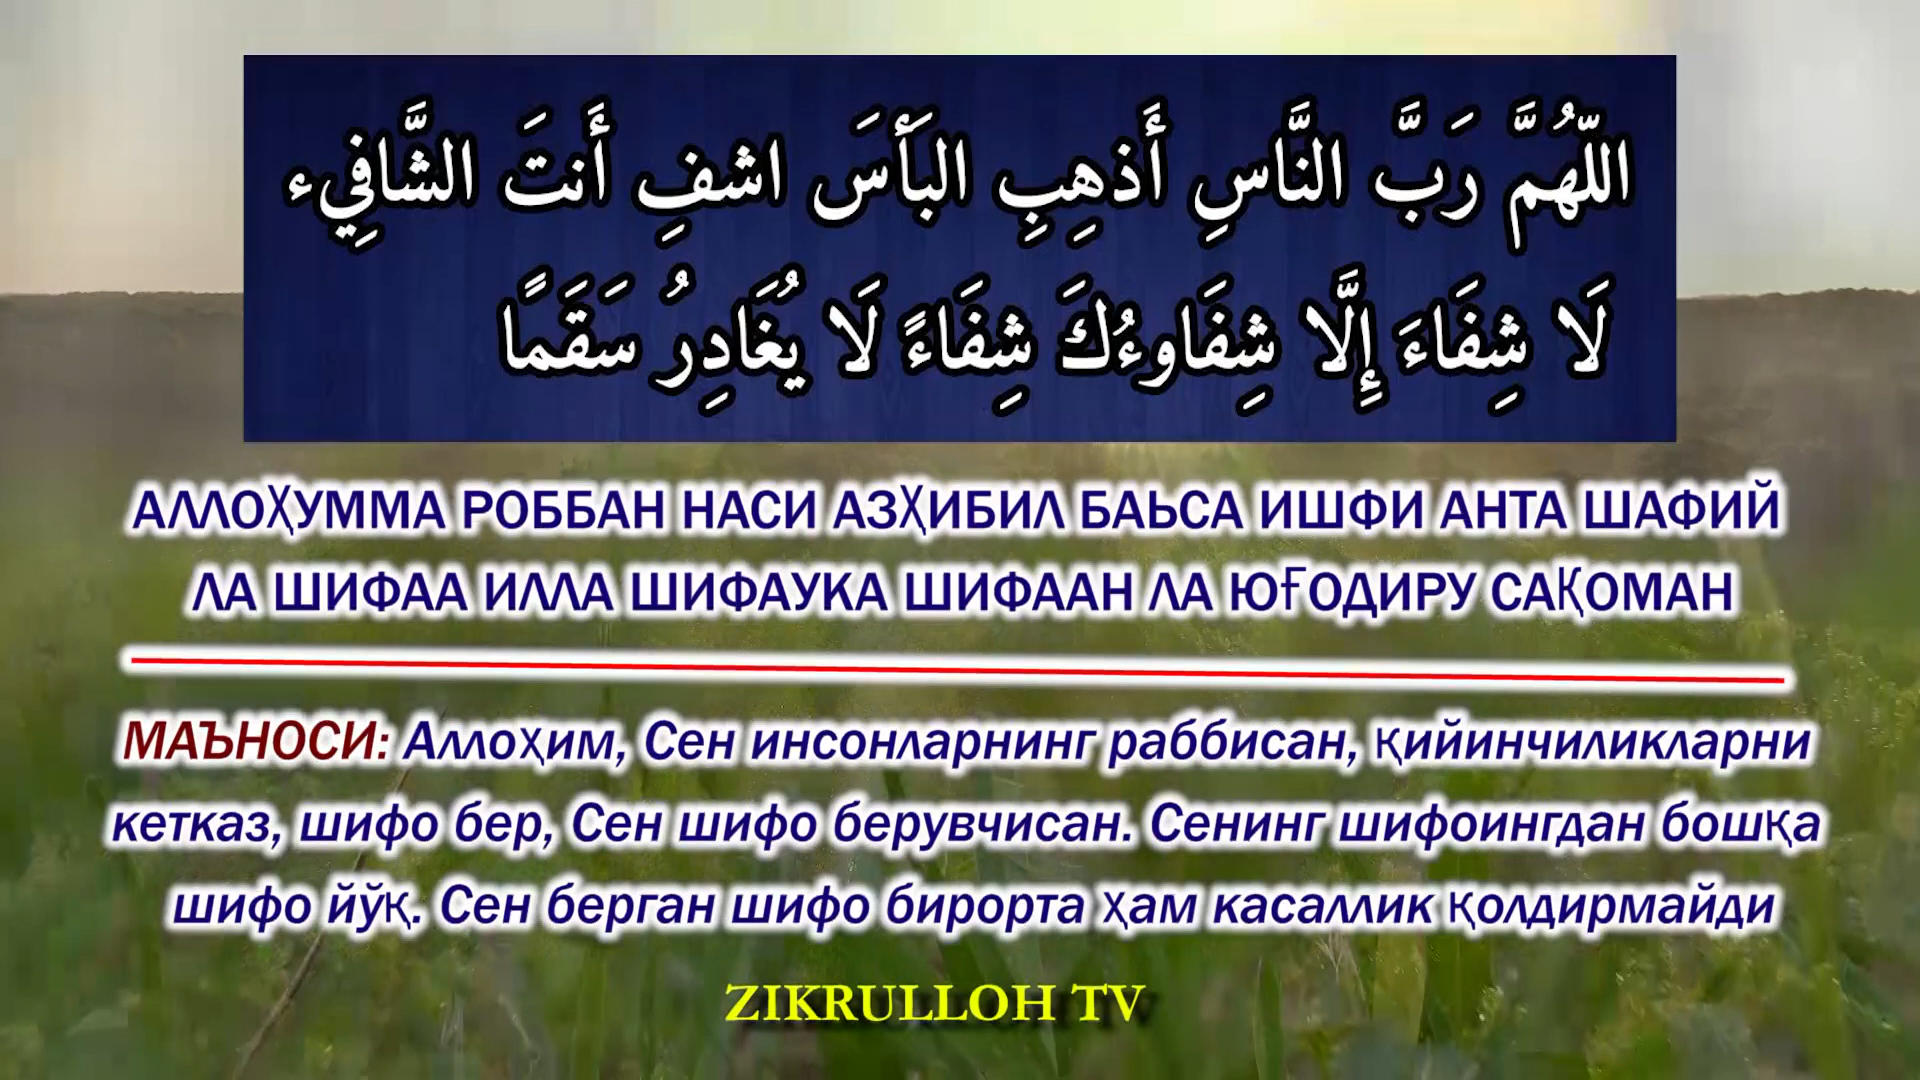 اللّهُمَّ رَبَّ النَّاسِ أَذهِبِ البَأسَ اشفِ أَنتَ الشَّافِيء
لَا شِفَاءَ إِلَّا شِفَاوءُكَ شِفَاءً لَا يُغَادِرُ سَقَمًا
АЛЛОҲУММА РОББАН НАСИ АЗҲИБИЛ БАЬСА ИШФИ АНТА ШАФИЙ
ЛА ШИФАА ИЛЛА ШИФАУКА ШИФААН ЛА ЮҒОДИРУ САҚОМАН
МАЪНОСИ: Аллоҳим, Сен инсонларнинг раббисан, қийинчиликларни
кетказ, шифо бер, Сен шифо берувчисан. Сенинг шифоингдан бошқа
шифо йўқ. Сен берган шифо бирорта ҳам касаллик қолдирмайди
ZIKRULLOH TV